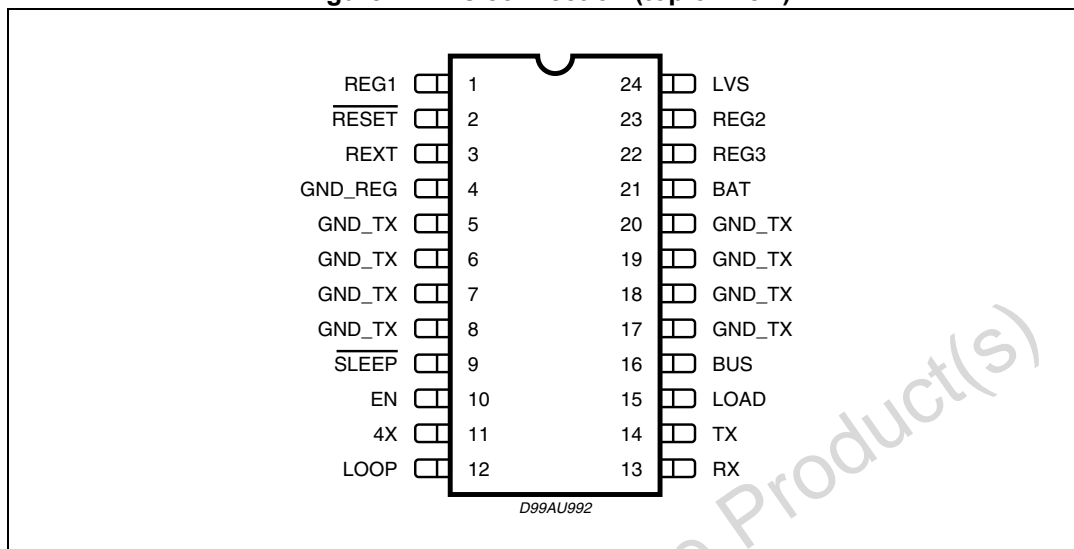 REG1 1 24 LVS
RESET 2 23 REG2
REXT 3 22 REG3
GND_REG 4 21 BAT
GND_TX 5 20 GND_TX
GND_TX 6 19 GND_TX
GND_TX 7 18 GND_TX
GND_TX 8 17 GND_TX
SLEEP 9 16 BUS
EN 10 15 LOAD
4X 11 14 TX
LOOP 12 13 RX
D99AU992
Product(s)